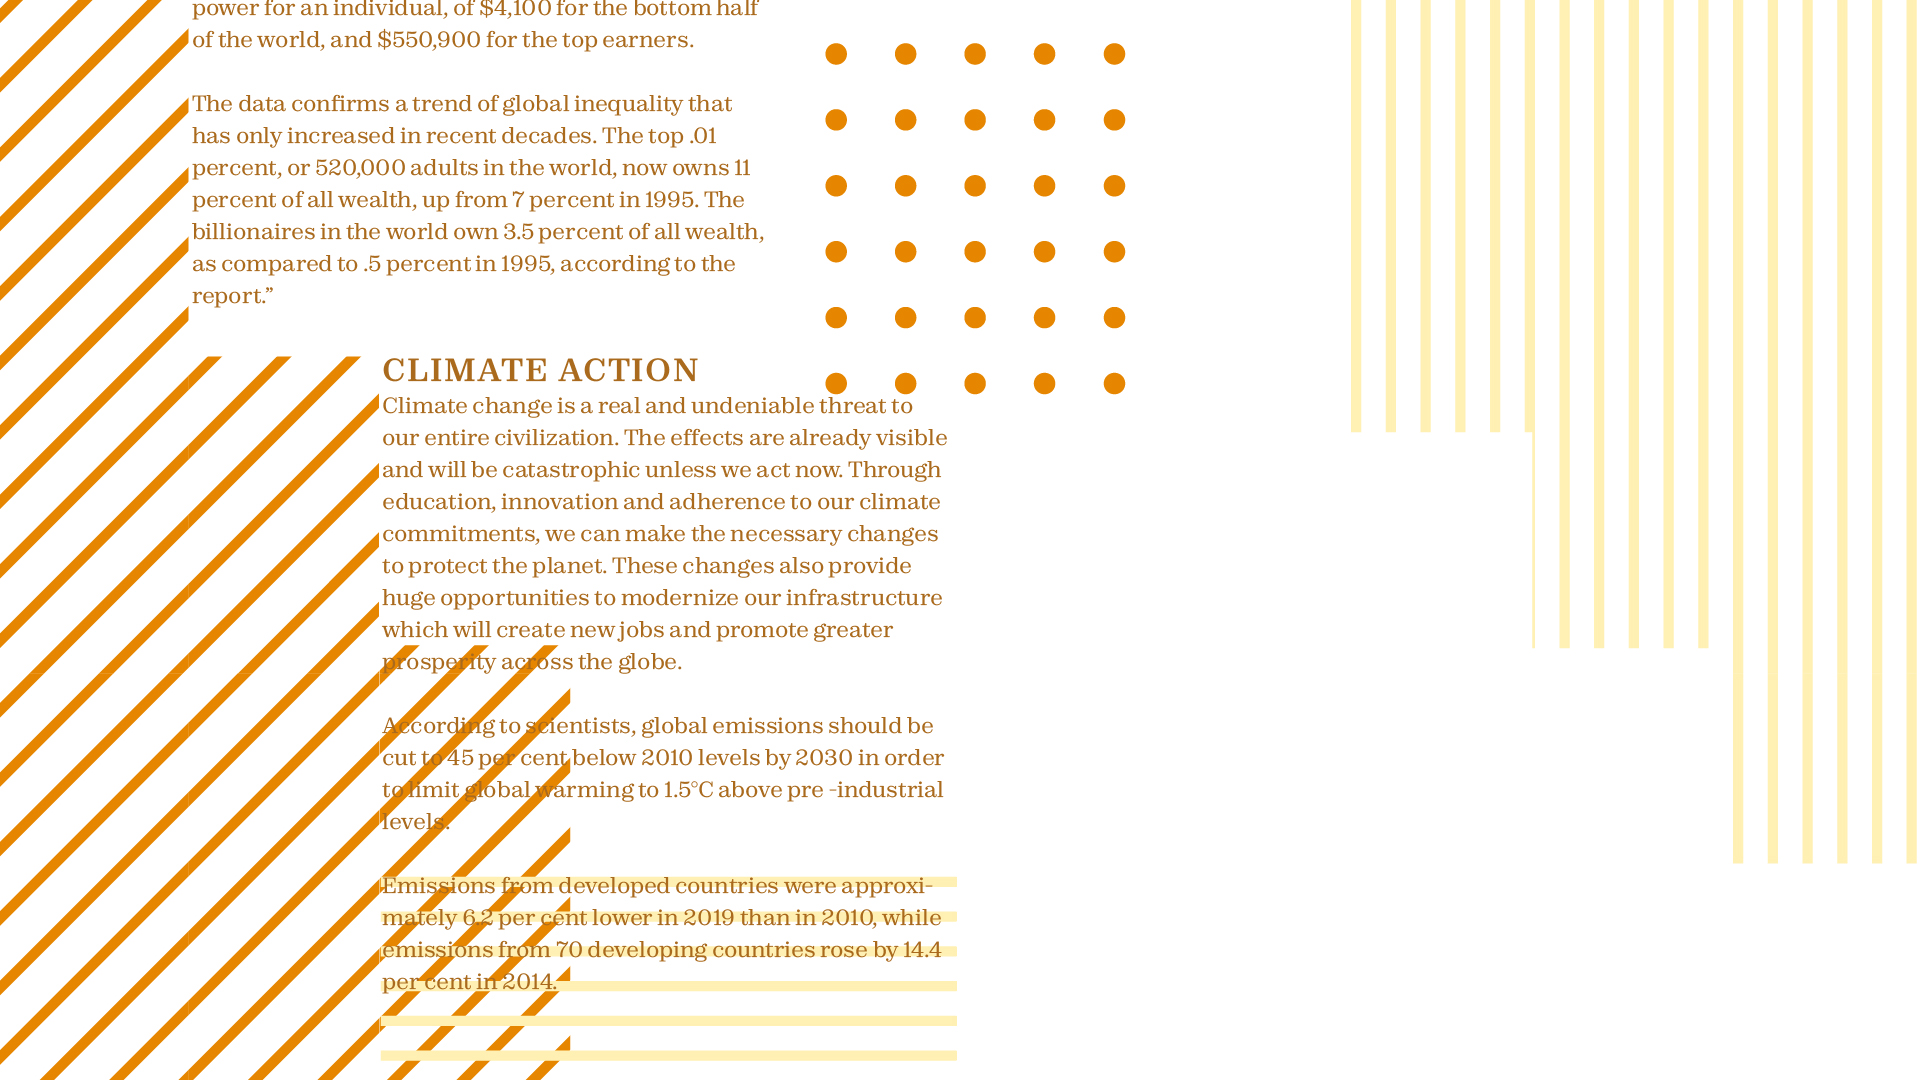 power for an individual, of $4,100 for the bottom half
of the world, and $550,900 for the top earners.
The data confirms a trend of global inequality that
has only increased in recent decades. The top .01
percent, or 520,000 adults in the world, now owns 11
percent of all wealth, up from 7 percent in 1995. The
billionaires in the world own 3.5 percent of all wealth,
as compared to .5 percent in 1995, according to the
report.”
CLIMATE ACTION
Climate change is a real and undeniable threat to
our entire civilization. The effects are already visible
and will be catastrophic unless we act now. Through
education, innovation and adherence to our climate
commitments, we can make the necessary changes
to protect the planet. These changes also provide
huge opportunities to modernize our infrastructure
which will create new jobs and promote greater
prosperity across the globe.
According to scientists, global emissions should be
cut to 45 per cent below 2010 levels by 2030 in order
to limit global warming to 1.5°C above pre -industrial
levels.
Emissions from developed countries were approxi-
mately 6.2 per cent lower in 2019 than in 2010, while
emissions from 70 developing countries rose by 14.4
per cent in 2014.